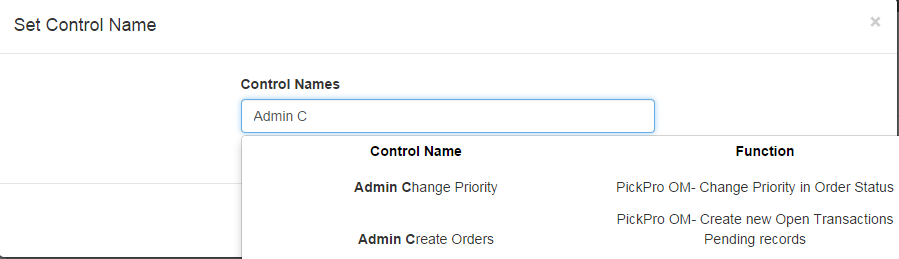 Set Control Name ×
Control Names
Admin C
Control Name Function
Admin Change Priority PickPro OM- Change Priority in Order Status
PickPro OM- Create new Open Transactions
Admin Create Orders Pending records